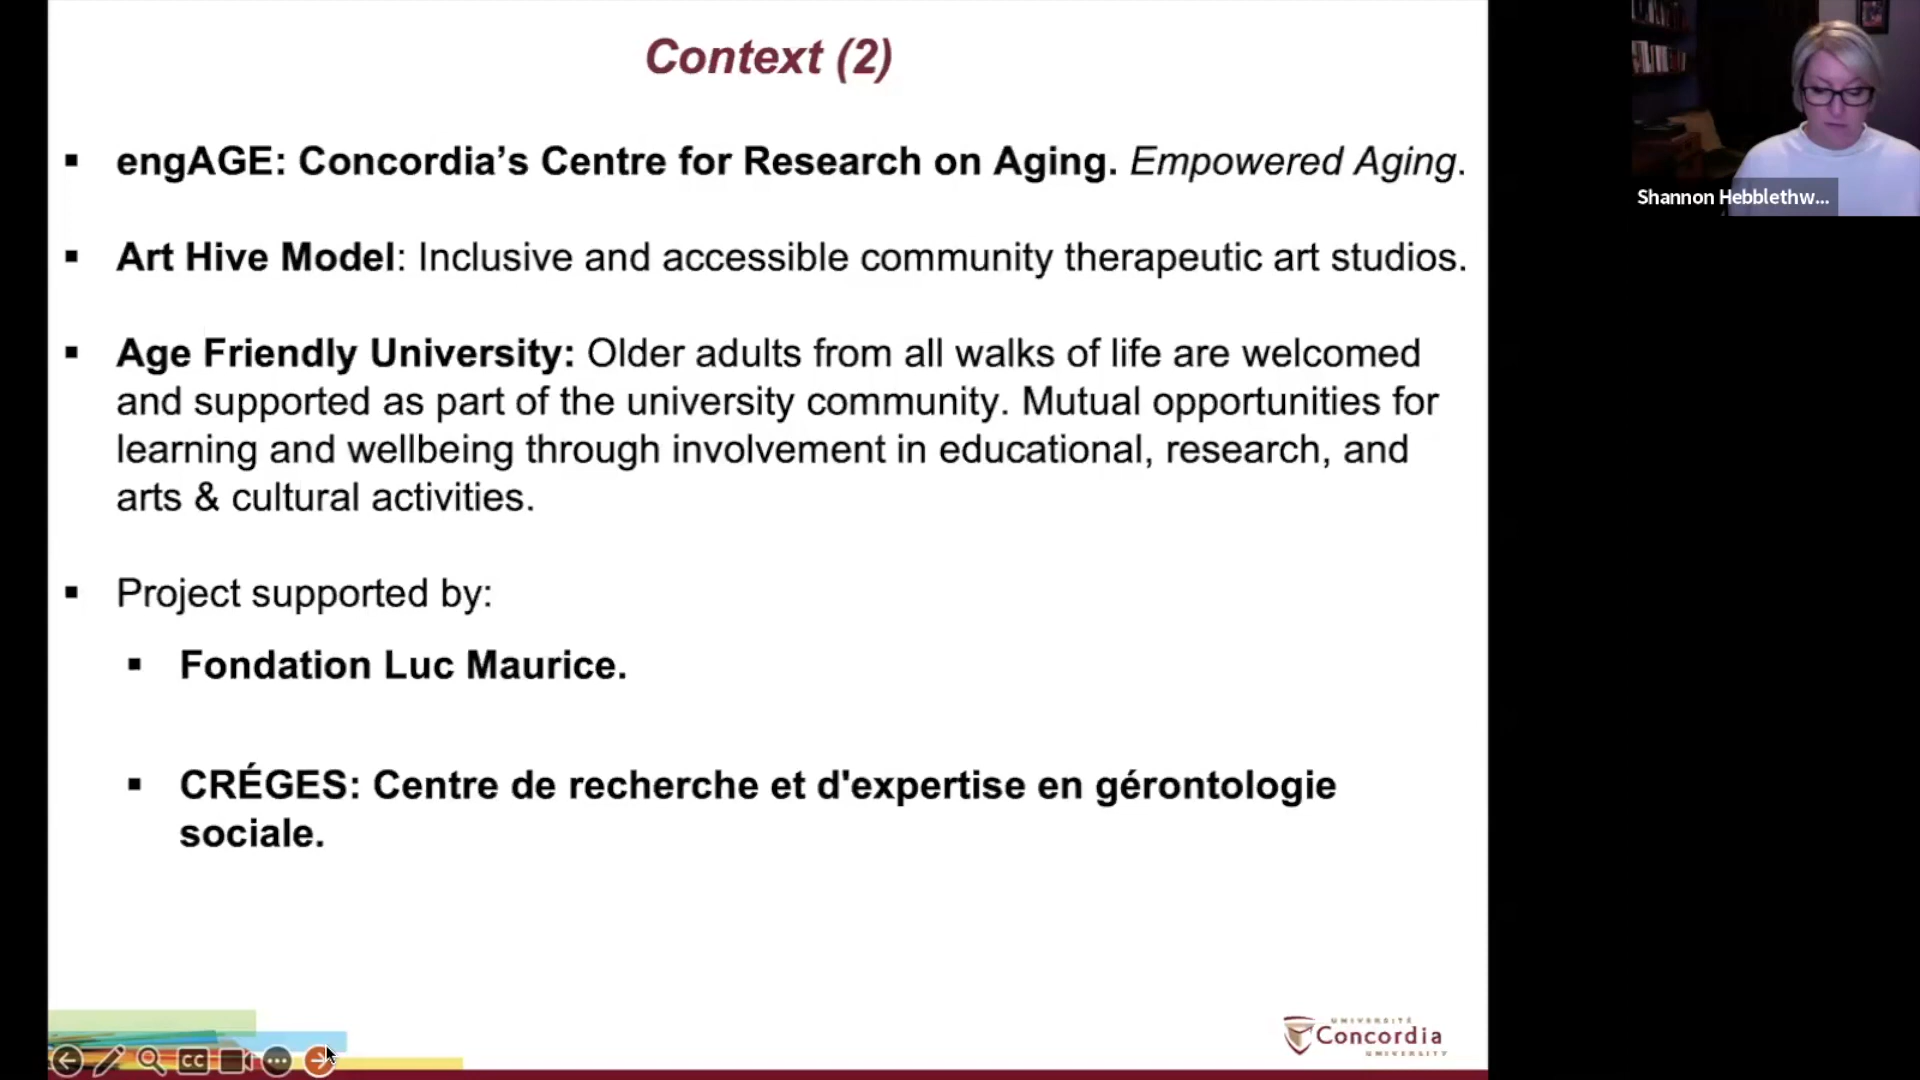 Context (2)
▪ engAGE: Concordia’s Centre for Research on Aging. Empowered Aging.
▪ Art Hive Model: Inclusive and accessible community therapeutic art studios.
▪ Age Friendly University: Older adults from all walks of life are welcomed
and supported as part of the university community. Mutual opportunities for
learning and wellbeing through involvement in educational, research, and
arts & cultural activities.
▪ Project supported by:
▪ Fondation Luc Maurice.
▪ CRÉGES: Centre de recherche et d'expertise en gérontologie
sociale.
Shannon Hebblethw...
UNIVERSITÉ
Concordia
UNIVERSITY
CC